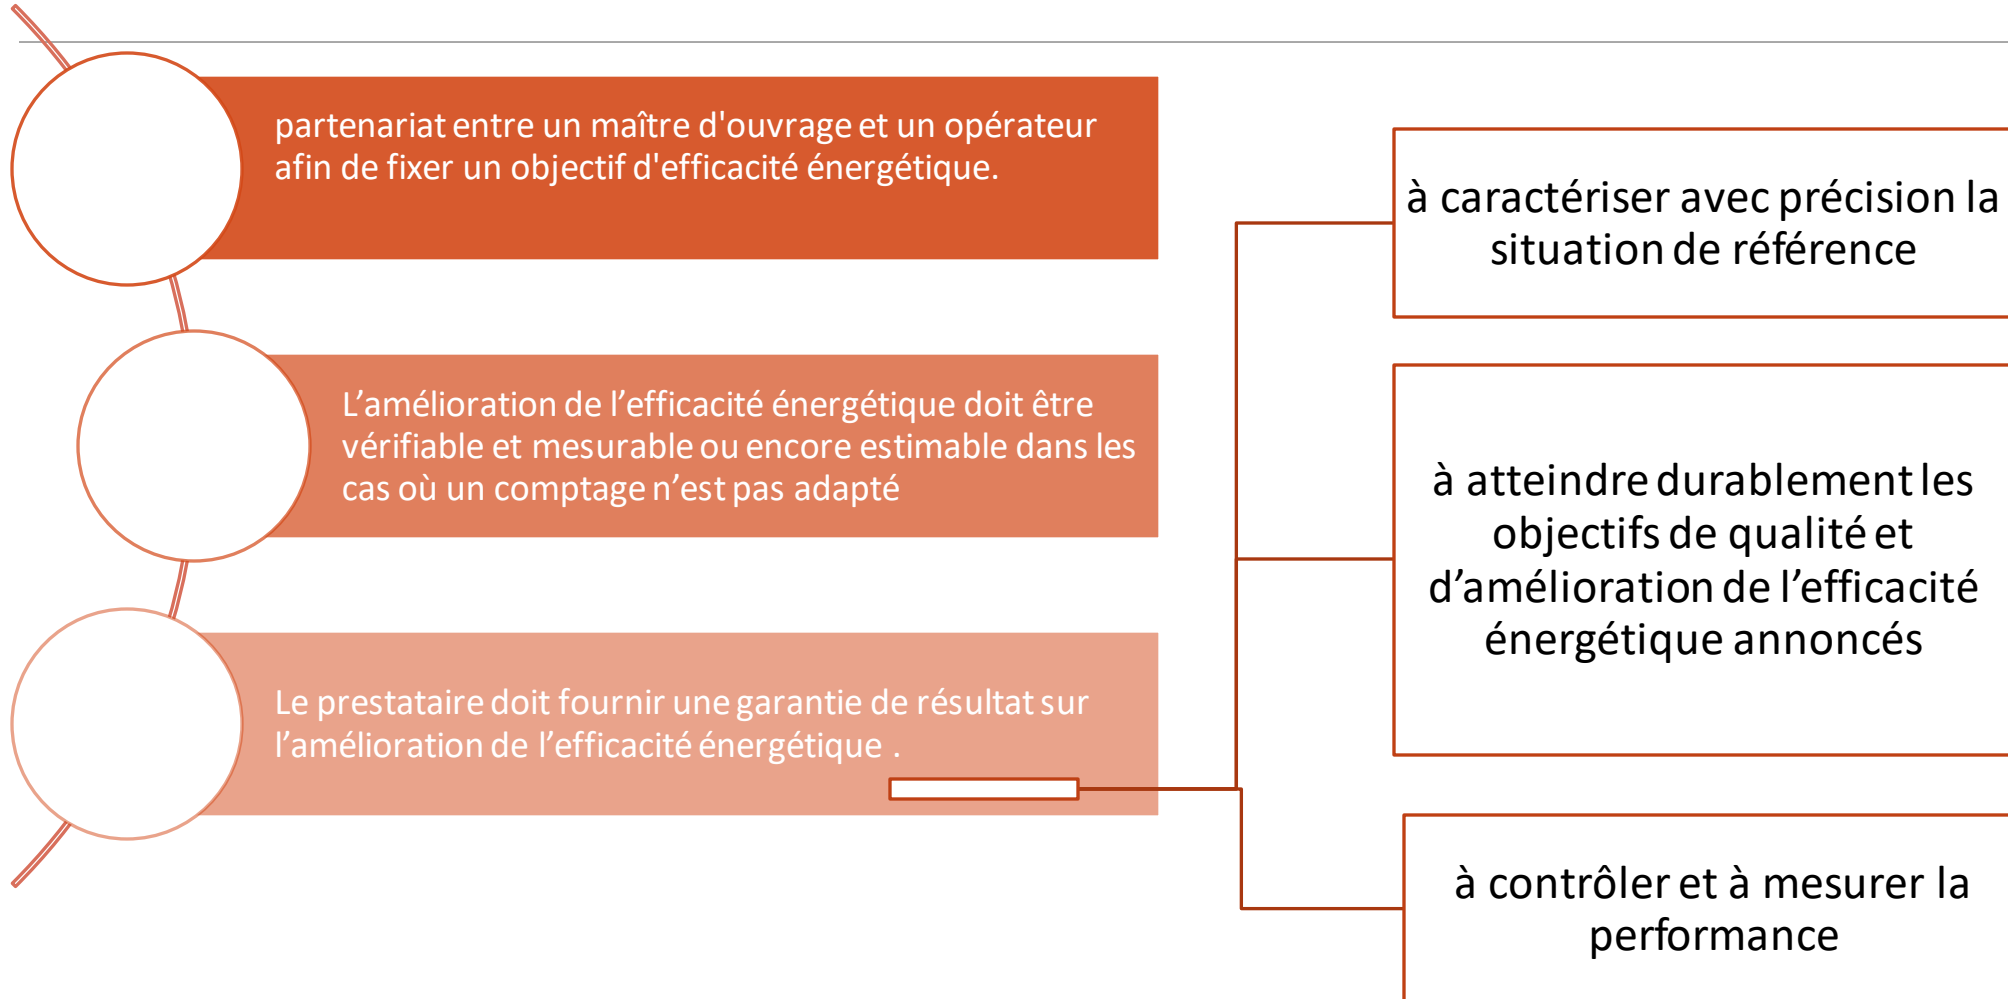 partenariat entre un maître d'ouvrage et un opérateur
afin de fixer un objectif d'efficacité énergétique.
L’amélioration de l’efficacité énergétique doit être
vérifiable et mesurable ou encore estimable dans les
cas où un comptage n’est pas adapté
Le prestataire doit fournir une garantie de résultat sur
l’amélioration de l’efficacité énergétique .
à caractériser avec précision la
situation de référence
à atteindre durablement les
objectifs de qualité et
d’amélioration de l’efficacité
énergétique annoncés
à contrôler et à mesurer la
performance